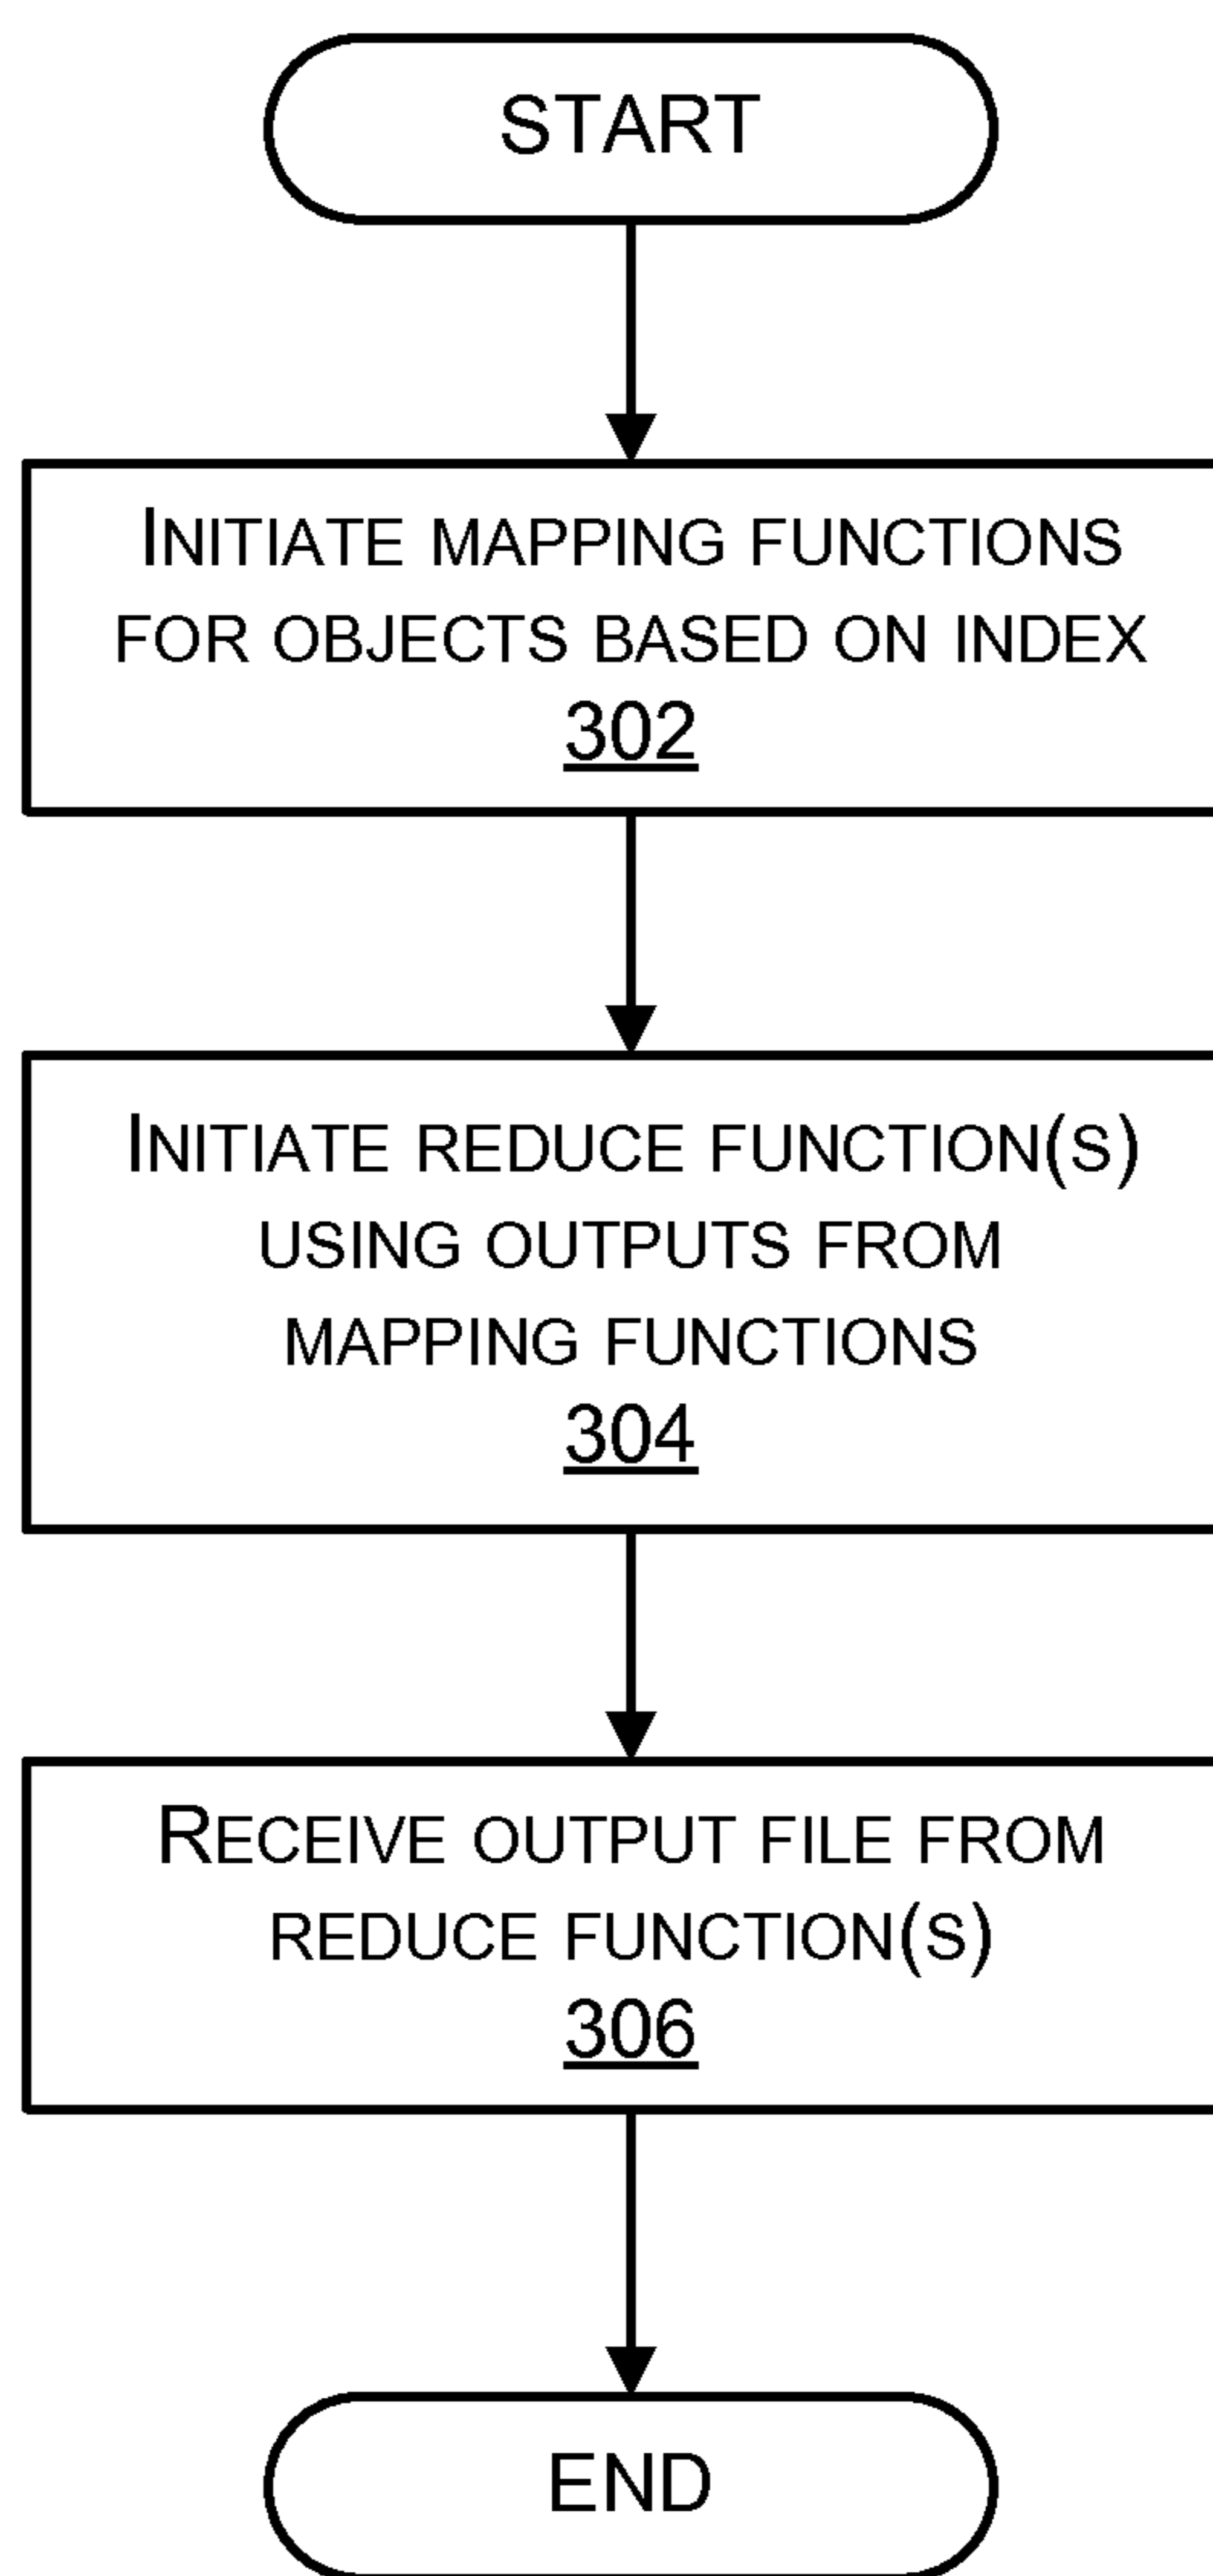 START
INITIATE MAPPING FUNCTIONS
FOR OBJECTS BASED ON INDEX
302
INITIATE REDUCE FUNCTION(S)
USING OUTPUTS FROM
MAPPING FUNCTIONS
304
RECEIVE OUTPUT FILE FROM
REDUCE FUNCTION(S)
306
END